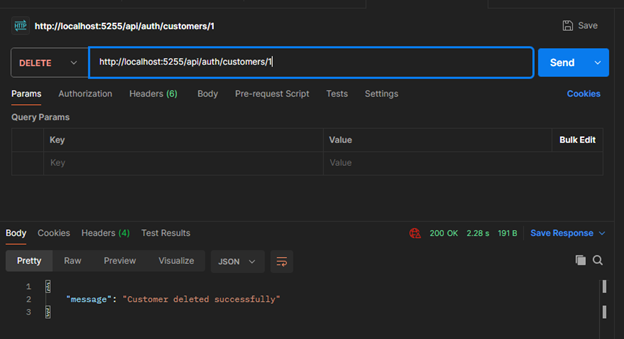 HTTP http://localhost:5255/api/auth/customers/1 Save
DELETE http://localhost:5255/api/auth/customers/1 Send
Params Authorization Headers (6) Body Pre-request Script Tests Settings Cookies
Query Params
Key Value Bulk Edit
Key Value
Body Cookies Headers (4) Test Results 200 OK 2.28 s 191 B Save Response
Pretty Raw Preview Visualize JSON
1 {
2 "message": "Customer deleted successfully"
3 }